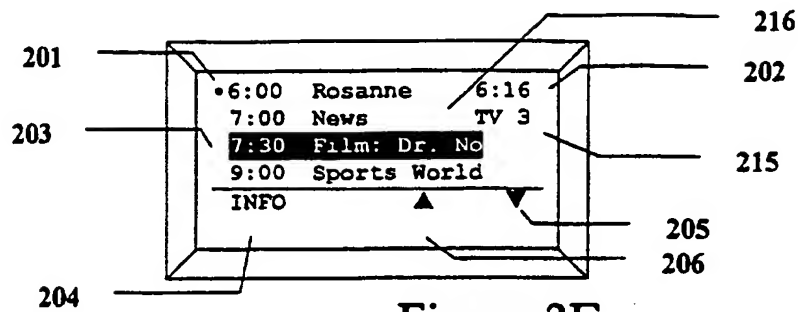 216
201
202
•6:00 Rosanne 6:16
7:00 News TV 3
203
7:30 Film: Dr. No
215
9:00 Sports World
INFO ▲ ▼
205
206
204